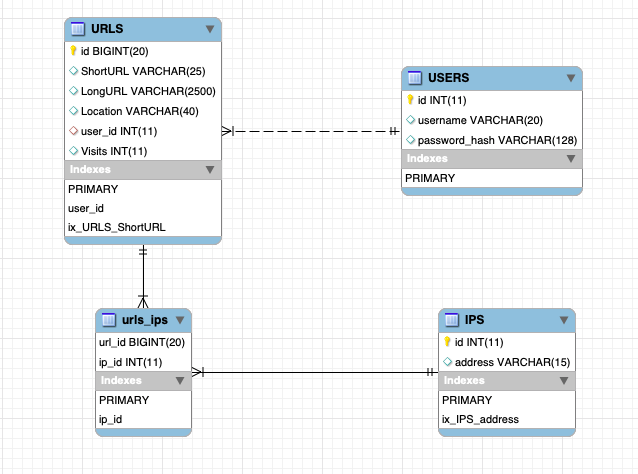 URLS
id BIGINT(20)
ShortURL VARCHAR(25)
LongURL VARCHAR(2500)
Location VARCHAR(40)
user_id INT(11)
Visits INT(11)
Indexes
PRIMARY
user_id
ix_URLS_ShortURL
USERS
id INT(11)
username VARCHAR(20)
password_hash VARCHAR(128)
Indexes
PRIMARY
urls_ips
url_id BIGINT(20)
ip_id INT(11)
Indexes
PRIMARY
ip_id
IPS
id INT(11)
address VARCHAR(15)
Indexes
PRIMARY
ix_IPS_address